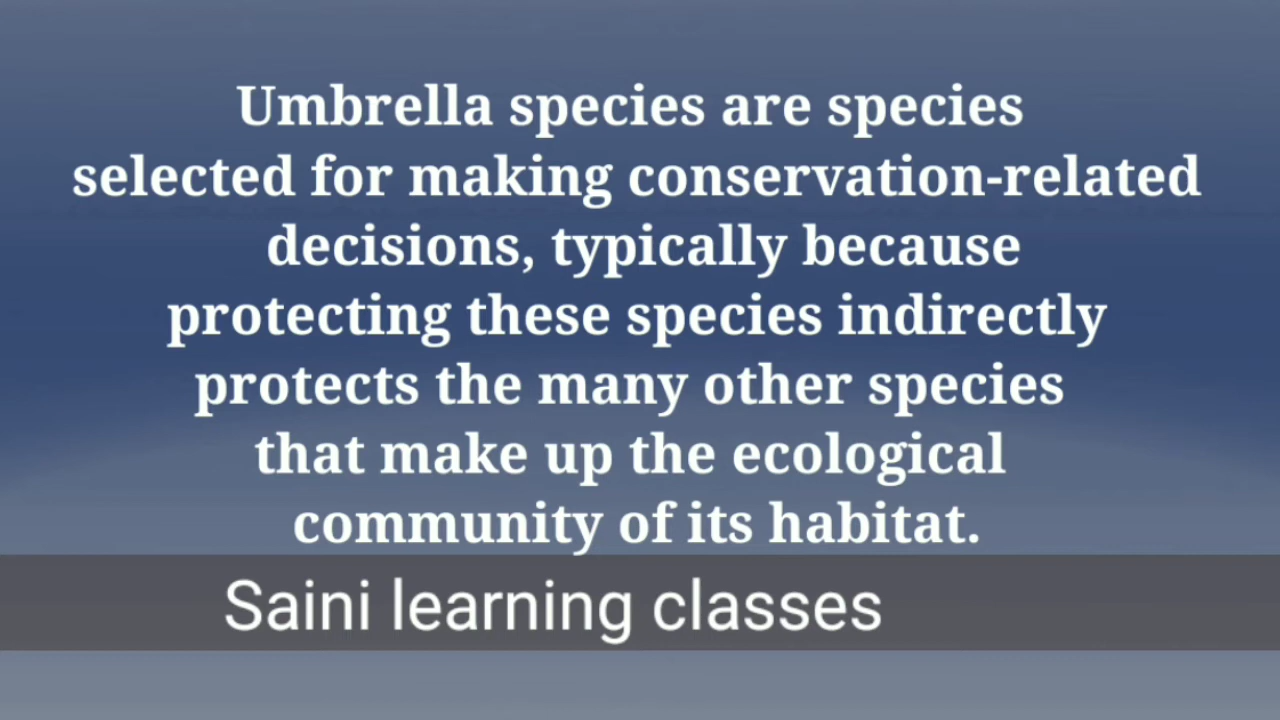 Umbrella species are species
selected for making conservation-related
decisions, typically because
protecting these species indirectly
protects the many other species
that make up the ecological
community of its habitat.
Saini learning classes